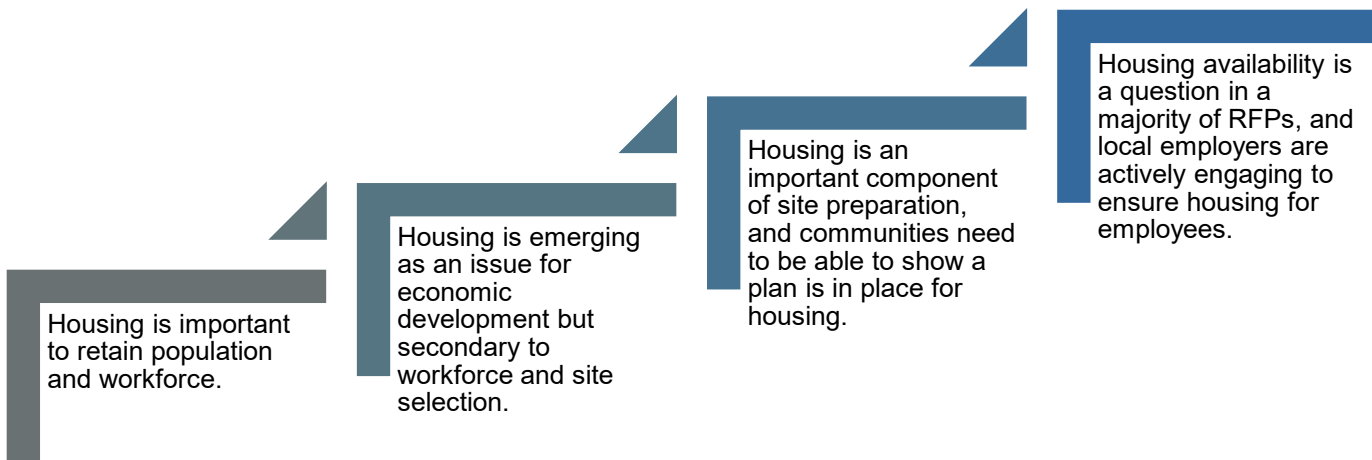 Housing is important
to retain population
and workforce.
Housing is emerging
as an issue for
economic
development but
secondary to
workforce and site
selection.
Housing is an
important component
of site preparation,
and communities need
to be able to show a
plan is in place for
housing.
Housing availability is
a question in a
majority of RFPs, and
local employers are
actively engaging to
ensure housing for
employees.